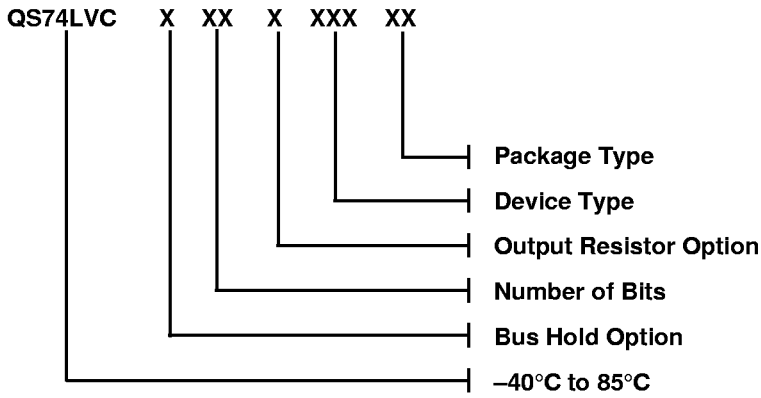 QS74LVC X XX X XXX XX
Package Type
Device Type
Output Resistor Option
Number of Bits
Bus Hold Option
–40°C to 85°C